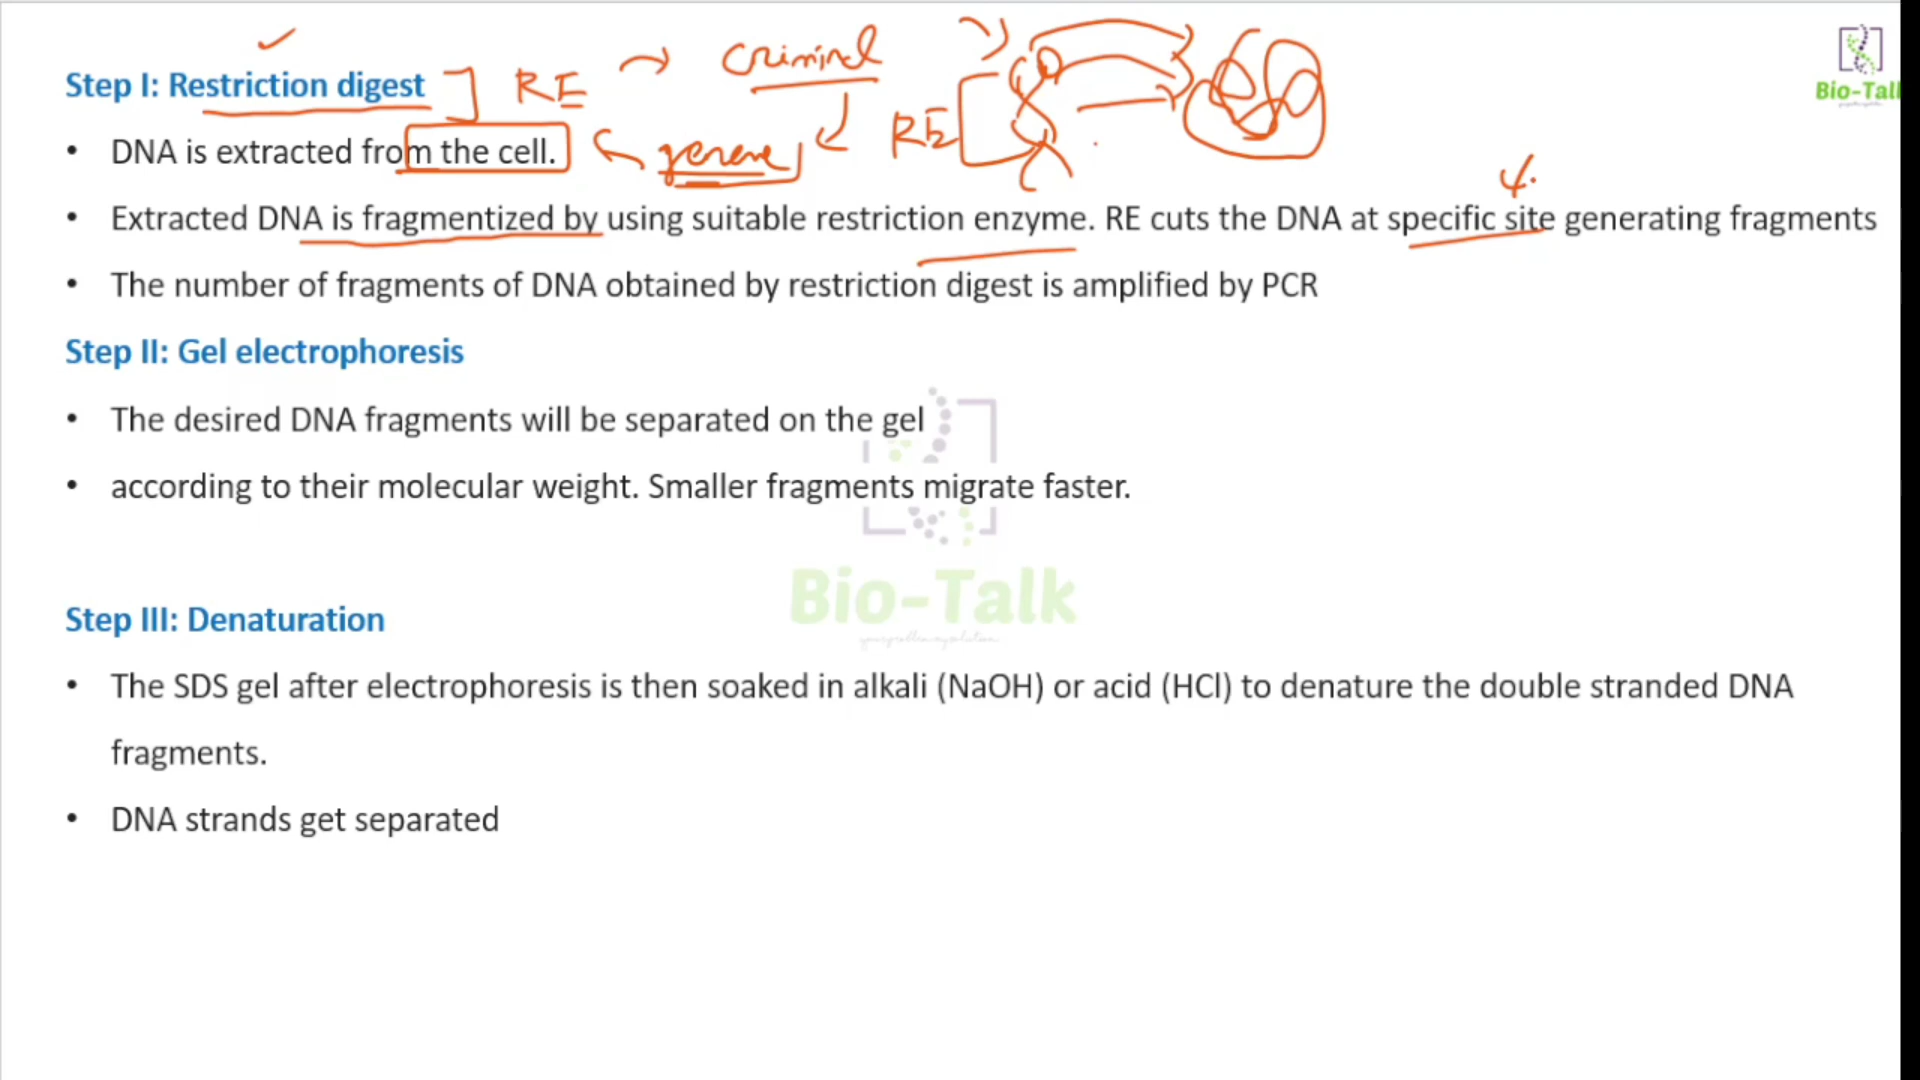 Step I: Restriction digest
RE
criminal
RE
• DNA is extracted from the cell.
• Extracted DNA is fragmentized by using suitable restriction enzyme. RE cuts the DNA at specific site generating fragments
• The number of fragments of DNA obtained by restriction digest is amplified by PCR
Step II: Gel electrophoresis
• The desired DNA fragments will be separated on the gel
• according to their molecular weight. Smaller fragments migrate faster.
Bio-Talk
Step III: Denaturation
• The SDS gel after electrophoresis is then soaked in alkali (NaOH) or acid (HCl) to denature the double stranded DNA
fragments.
• DNA strands get separated
Bio-Tal